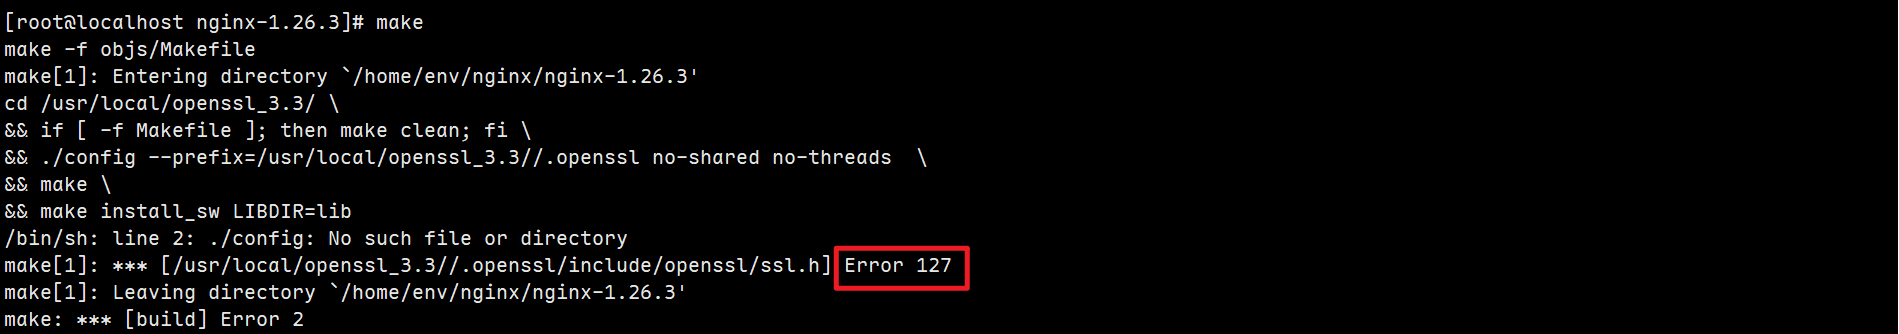 [root@localhost nginx-1.26.3]# make
make -f objs/Makefile
make[1]: Entering directory `/home/env/nginx/nginx-1.26.3'
cd /usr/local/openssl_3.3/ \
&& if [ -f Makefile ]; then make clean; fi \
&& ./config --prefix=/usr/local/openssl_3.3//.openssl no-shared no-threads  \
&& make \
&& make install_sw LIBDIR=lib
/bin/sh: line 2: ./config: No such file or directory
make[1]: *** [/usr/local/openssl_3.3//.openssl/include/openssl/ssl.h] Error 127
make[1]: Leaving directory `/home/env/nginx/nginx-1.26.3'
make: *** [build] Error 2